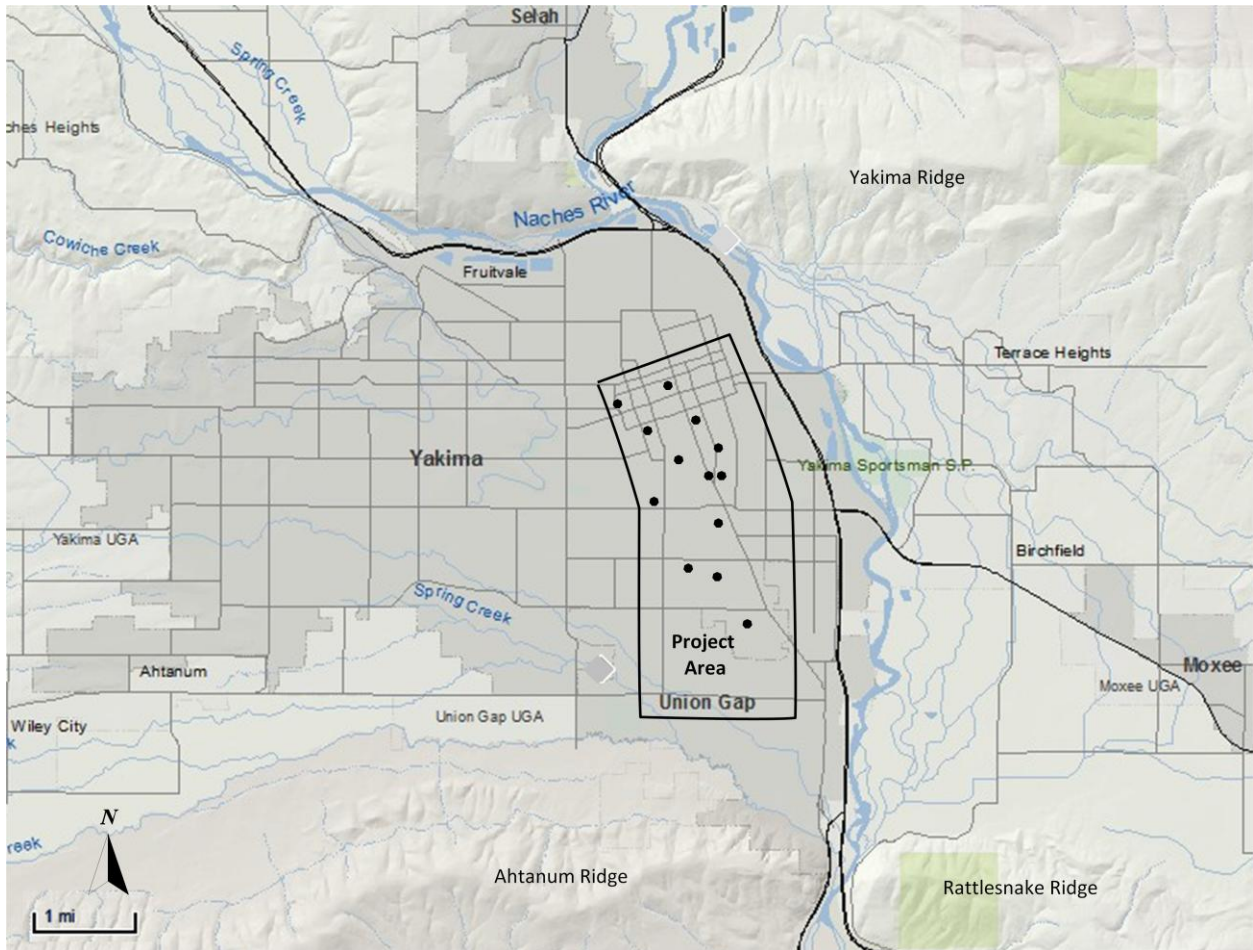 Selah
Spring Creek
ches Heights
Yakima Ridge
Naches River
Cowiche Creek
Fruitvale
Terrace Heights
Yakima
Yakima Sportsman S.P.
Yakima UGA
Birchfield
Spring Creek
Project
Area
Ahtanum
Moxee
Moxee UGA
Union Gap
Union Gap UGA
Wiley City
k
N
reek
Ahtanum Ridge
Rattlesnake Ridge
1 mi